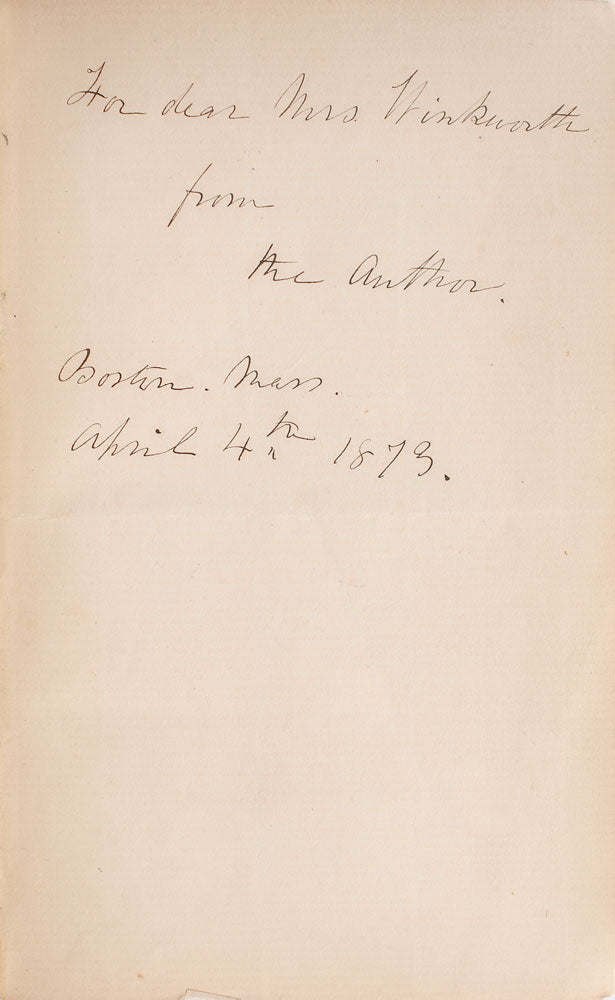 For dear Mrs. Winkworth
from
the Author.
Boston. Mass.
April 4th 1873.